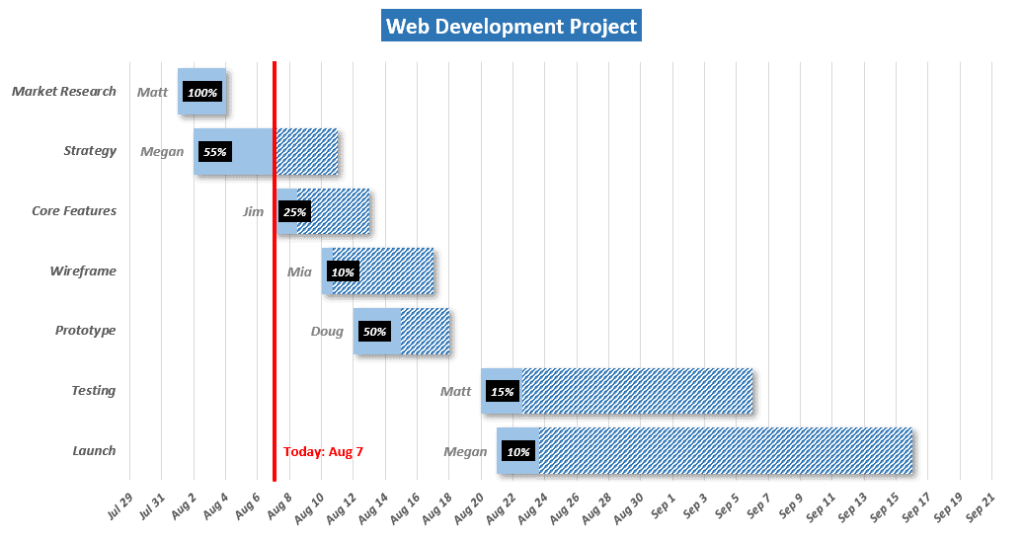 Web Development Project
Market Research Matt 100%
Strategy Megan 55%
Core Features Jim 25%
Wireframe Mia 10%
Prototype Doug 50%
Testing Matt 15%
Launch Megan 10%
Today: Aug 7
Jul 29 Jul 31 Aug 2 Aug 4 Aug 6 Aug 8 Aug 10 Aug 12 Aug 14 Aug 16 Aug 18 Aug 20 Aug 22 Aug 24 Aug 26 Aug 28 Aug 30 Sep 1 Sep 3 Sep 5 Sep 7 Sep 9 Sep 11 Sep 13 Sep 15 Sep 17 Sep 19 Sep 21